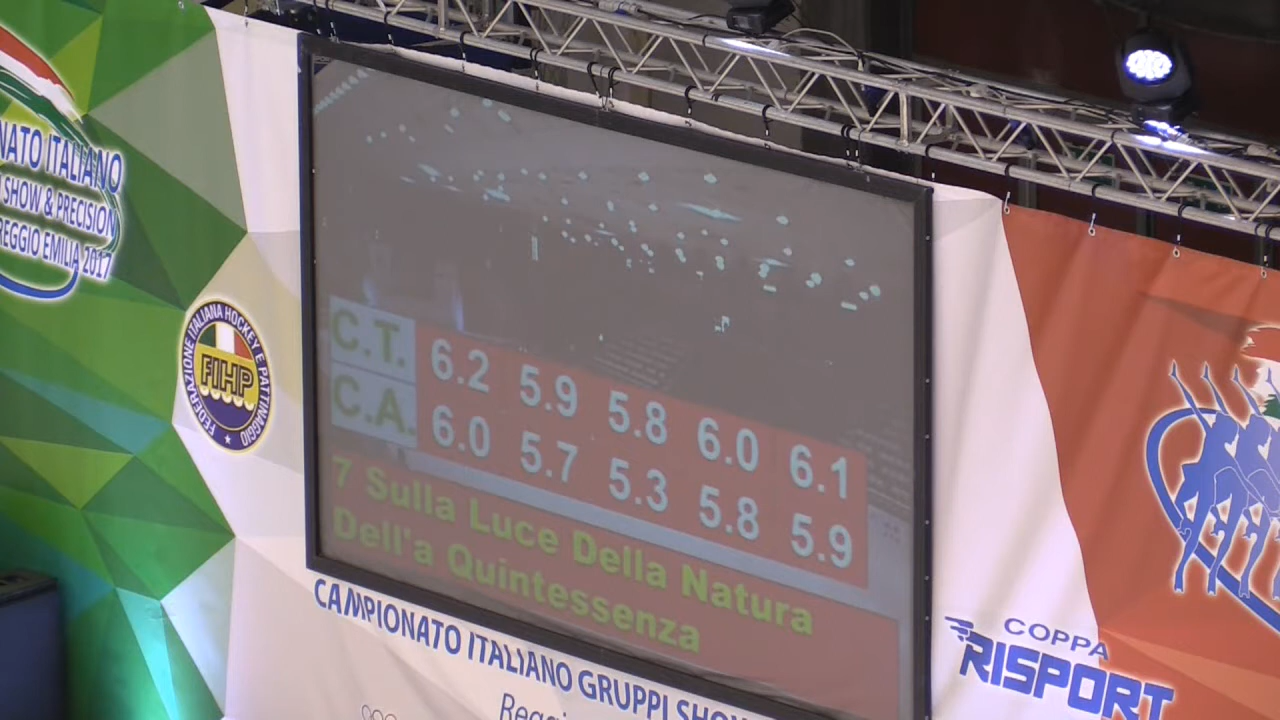 NATO ITALIANO
SHOW & PRECISION
REGGIO EMILIA 2017
FEDERAZIONE ITALIANA HOCKEY E PATTINAGGIO
FIHP
C.T. 6.2 5.9 5.8 6.0 6.1
C.A. 6.0 5.7 5.3 5.8 5.9
7 Sulla Luce Della Natura
Dell'a Quintessenza
CAMPIONATO ITALIANO GRUPPI SHOW
COPPA
RISPORT